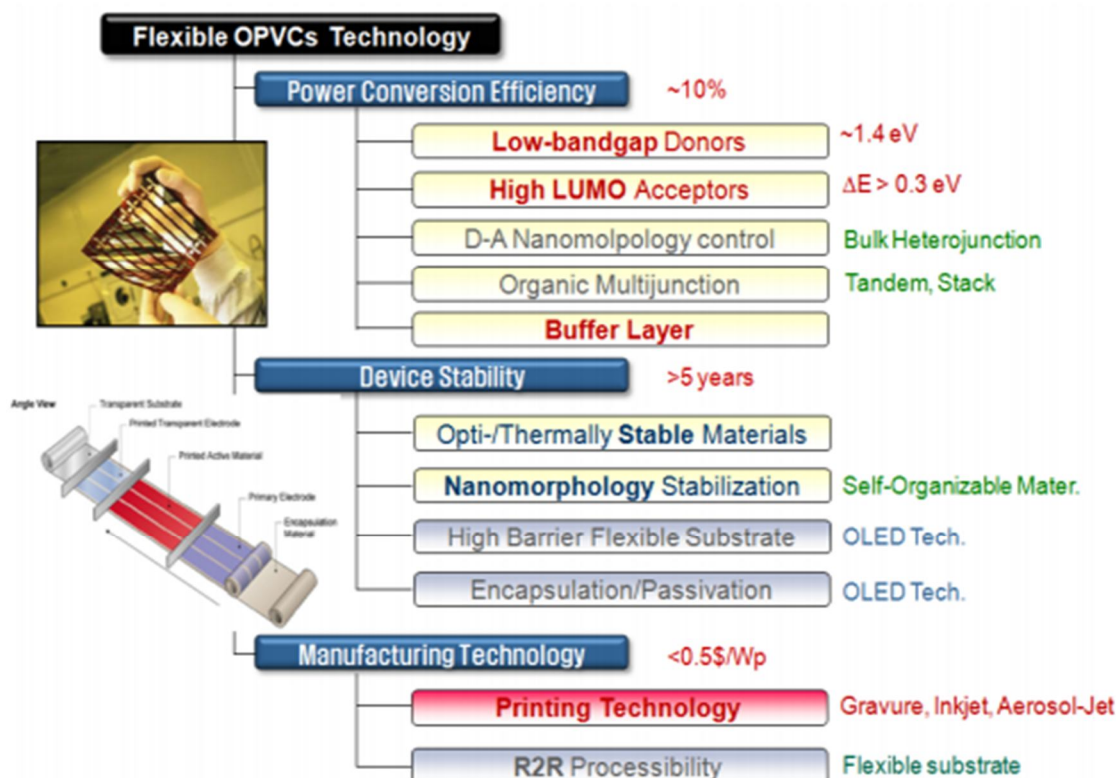 Flexible OPVCs Technology
Power Conversion Efficiency ~10%
Low-bandgap Donors ~1.4 eV
High LUMO Acceptors ΔE > 0.3 eV
D-A Nanomolpology control Bulk Heterojunction
Organic Multijunction Tandem, Stack
Buffer Layer
Device Stability >5 years
Angle View
Transparent Substrate
Printed Transparent Electrode
Printed Active Material
Primary Electrode
Encapsulation
Material
Opti-/Thermally Stable Materials
Nanomorphology Stabilization Self-Organizable Mater.
High Barrier Flexible Substrate OLED Tech.
Encapsulation/Passivation OLED Tech.
Manufacturing Technology <0.5$/Wp
Printing Technology Gravure, Inkjet, Aerosol-Jet
R2R Processibility Flexible substrate